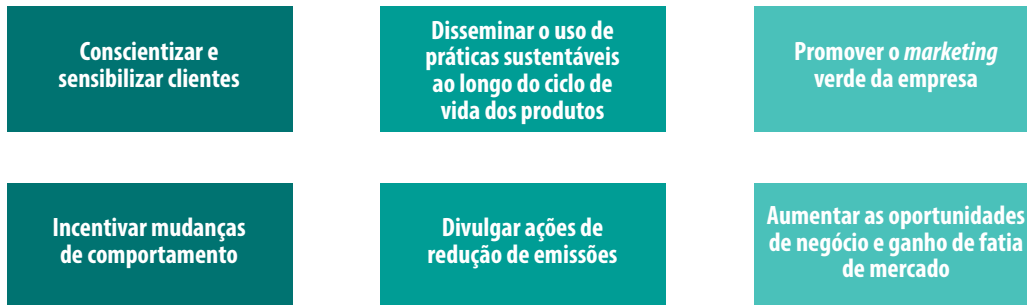 Conscientizar e
sensibilizar clientes
Disseminar o uso de
práticas sustentáveis
ao longo do ciclo de
vida dos produtos
Promover o marketing
verde da empresa
Incentivar mudanças
de comportamento
Divulgar ações de
redução de emissões
Aumentar as oportunidades
de negócio e ganho de fatia
de mercado